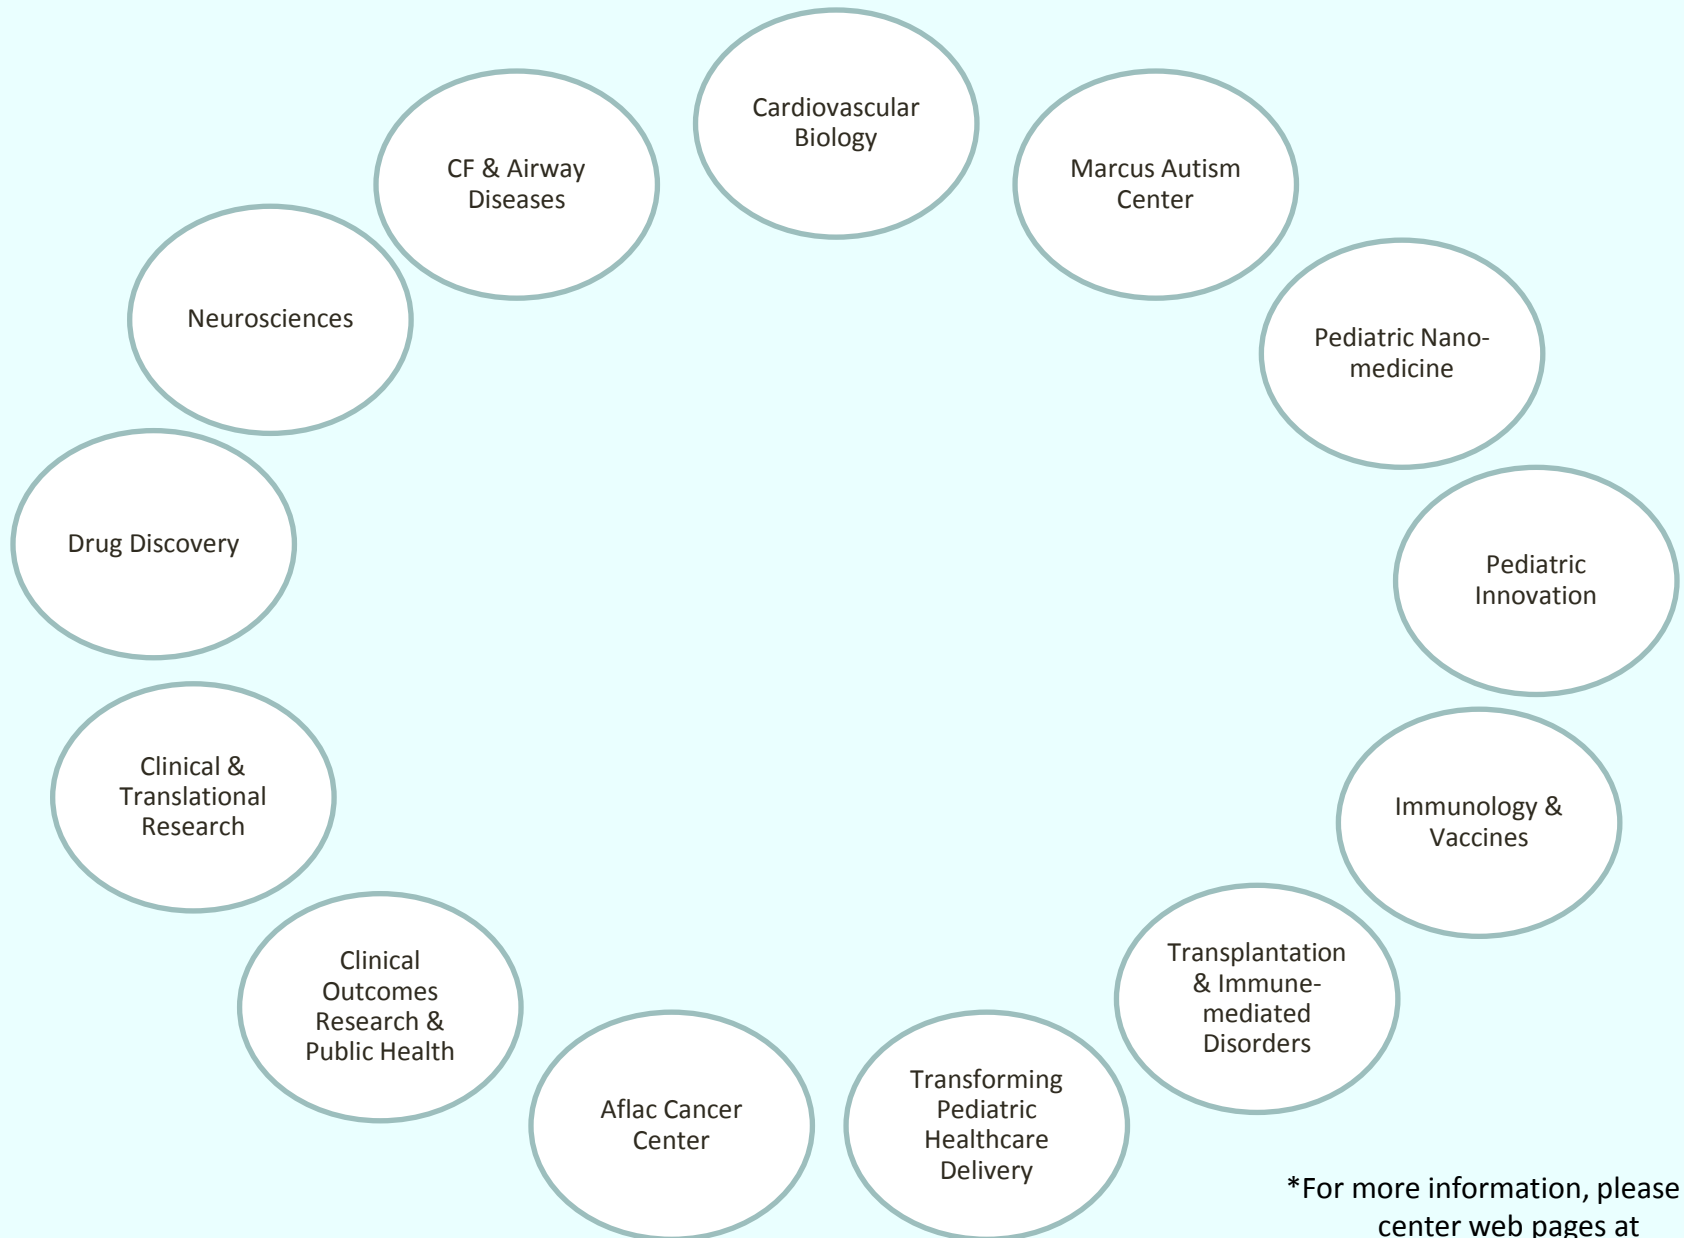 Cardiovascular
Biology
Marcus Autism
Center
Pediatric Nano-
medicine
Pediatric
Innovation
Immunology &
Vaccines
Transplantation
& Immune-
mediated
Disorders
Transforming
Pediatric
Healthcare
Delivery
Aflac Cancer
Center
Clinical
Outcomes
Research &
Public Health
Clinical &
Translational
Research
Drug Discovery
Neurosciences
CF & Airway
Diseases
*For more information, please
center web pages at